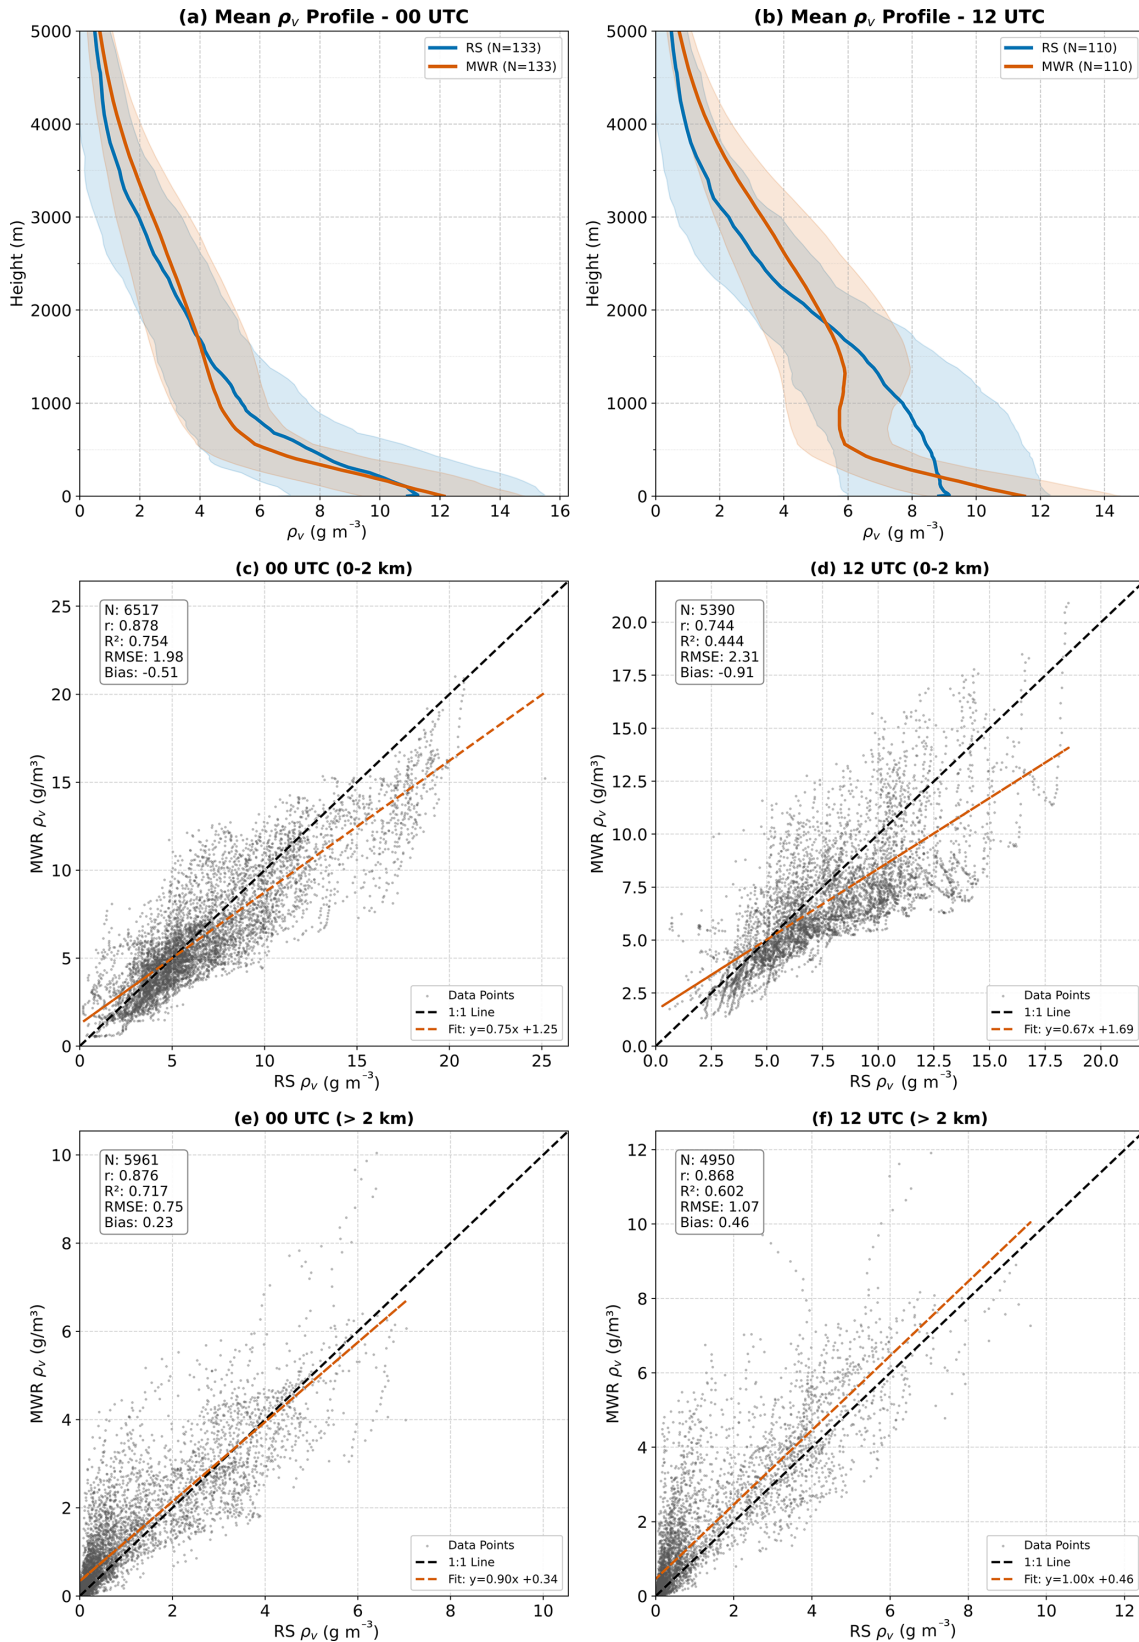 (a) Mean ρᵥ Profile - 00 UTC
5000
4000
3000
2000
1000
0
Height (m)
RS (N=133)
MWR (N=133)
0 2 4 6 8 10 12 14 16
ρᵥ (g m⁻³)
(b) Mean ρᵥ Profile - 12 UTC
5000
4000
3000
2000
1000
0
Height (m)
RS (N=110)
MWR (N=110)
0 2 4 6 8 10 12 14
ρᵥ (g m⁻³)
(c) 00 UTC (0-2 km)
25
20
15
10
5
0
MWR ρᵥ (g/m³)
N: 6517
r: 0.878
R²: 0.754
RMSE: 1.98
Bias: -0.51
Data Points
1:1 Line
Fit: y=0.75x +1.25
0 5 10 15 20 25
RS ρᵥ (g m⁻³)
(d) 12 UTC (0-2 km)
20.0
17.5
15.0
12.5
10.0
7.5
5.0
2.5
0.0
MWR ρᵥ (g/m³)
N: 5390
r: 0.744
R²: 0.444
RMSE: 2.31
Bias: -0.91
Data Points
1:1 Line
Fit: y=0.67x +1.69
0.0 2.5 5.0 7.5 10.0 12.5 15.0 17.5 20.0
RS ρᵥ (g m⁻³)
(e) 00 UTC (> 2 km)
10
8
6
4
2
0
MWR ρᵥ (g/m³)
N: 5961
r: 0.876
R²: 0.717
RMSE: 0.75
Bias: 0.23
Data Points
1:1 Line
Fit: y=0.90x +0.34
0 2 4 6 8 10
RS ρᵥ (g m⁻³)
(f) 12 UTC (> 2 km)
12
10
8
6
4
2
0
MWR ρᵥ (g/m³)
N: 4950
r: 0.868
R²: 0.602
RMSE: 1.07
Bias: 0.46
Data Points
1:1 Line
Fit: y=1.00x +0.46
0 2 4 6 8 10 12
RS ρᵥ (g m⁻³)